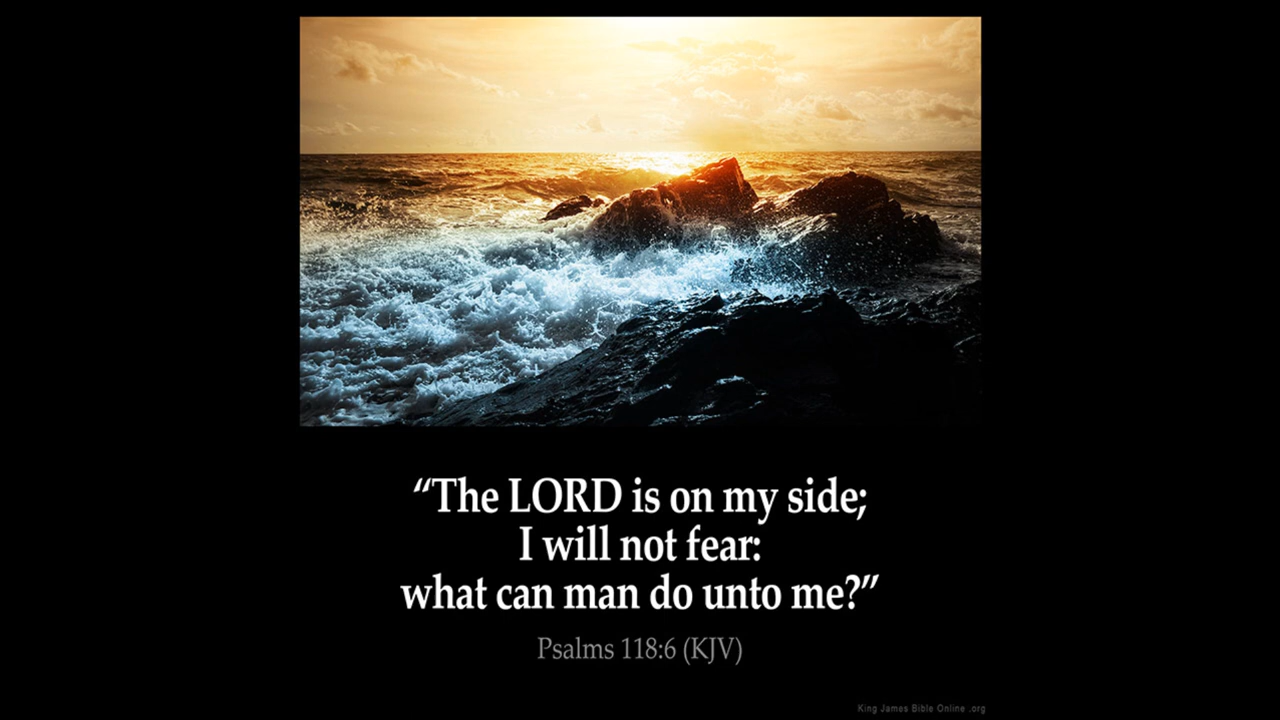 “The LORD is on my side;
I will not fear:
what can man do unto me?”
Psalms 118:6 (KJV)
King James Bible Online .org